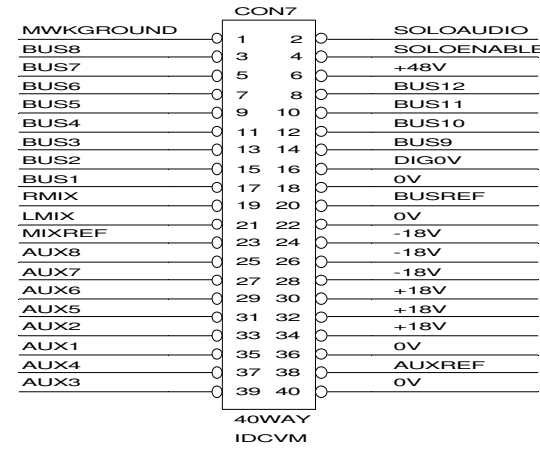 CON7
MWKGROUND 1 2 SOLOAUDIO
BUS8 3 4 SOLOENABLE
BUS7 5 6 +48V
BUS6 7 8 BUS12
BUS5 9 10 BUS11
BUS4 11 12 BUS10
BUS3 13 14 BUS9
BUS2 15 16 DIG0V
BUS1 17 18 0V
RMIX 19 20 BUSREF
LMIX 21 22 0V
MIXREF 23 24 -18V
AUX8 25 26 -18V
AUX7 27 28 -18V
AUX6 29 30 +18V
AUX5 31 32 +18V
AUX2 33 34 +18V
AUX1 35 36 0V
AUX4 37 38 AUXREF
AUX3 39 40 0V
40WAY
IDCVM